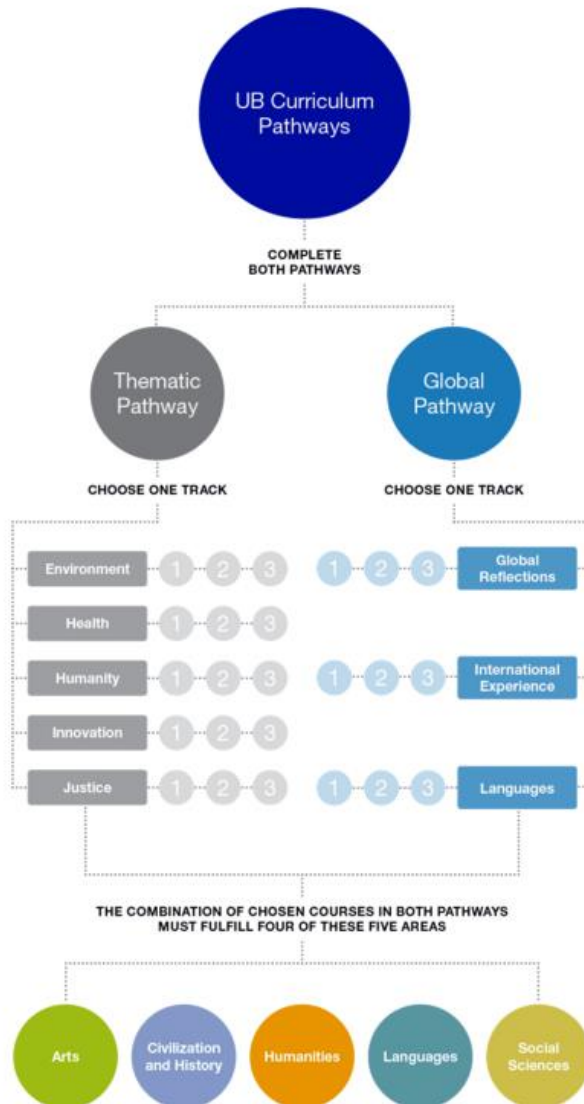 UB Curriculum
Pathways
COMPLETE
BOTH PATHWAYS
Thematic
Pathway
Global
Pathway
CHOOSE ONE TRACK
CHOOSE ONE TRACK
Environment
1 2 3
1 2 3
Global
Reflections
Health
1 2 3
Humanity
1 2 3
1 2 3
International
Experience
Innovation
1 2 3
Justice
1 2 3
1 2 3
Languages
THE COMBINATION OF CHOSEN COURSES IN BOTH PATHWAYS
MUST FULFILL FOUR OF THESE FIVE AREAS
Arts
Civilization
and History
Humanities
Languages
Social
Sciences